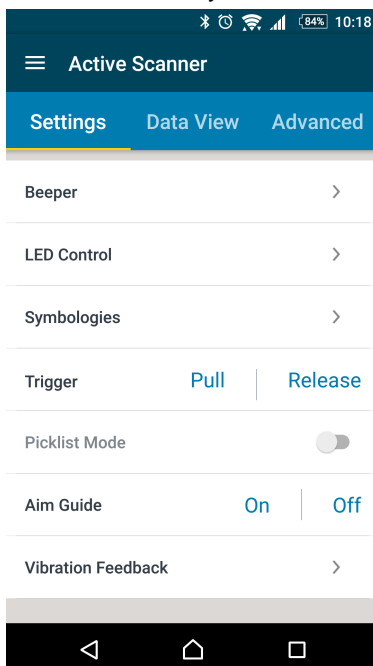 84% 10:18
Active Scanner
Settings Data View Advanced
Beeper
LED Control
Symbologies
Trigger Pull Release
Picklist Mode
Aim Guide On Off
Vibration Feedback